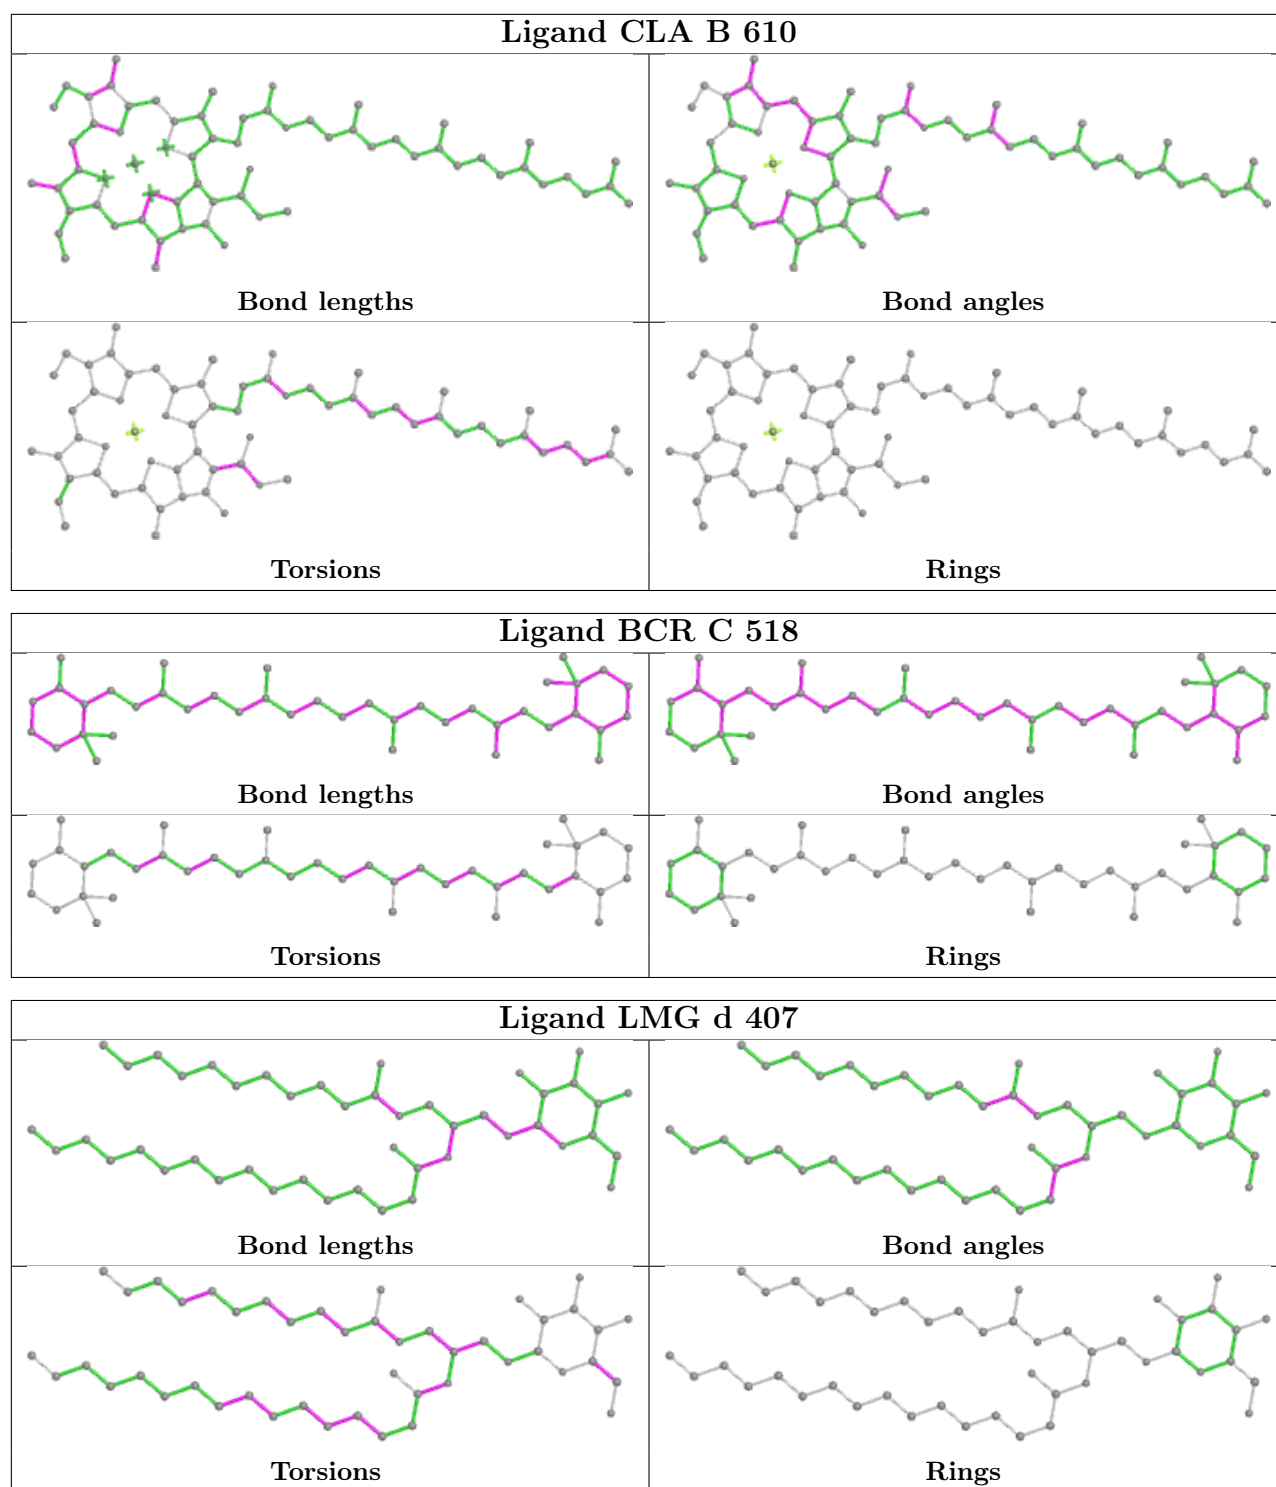 Ligand CLA B 610
Bond lengths
Bond angles
Torsions
Rings
Ligand BCR C 518
Bond lengths
Bond angles
Torsions
Rings
Ligand LMG d 407
Bond lengths
Bond angles
Torsions
Rings